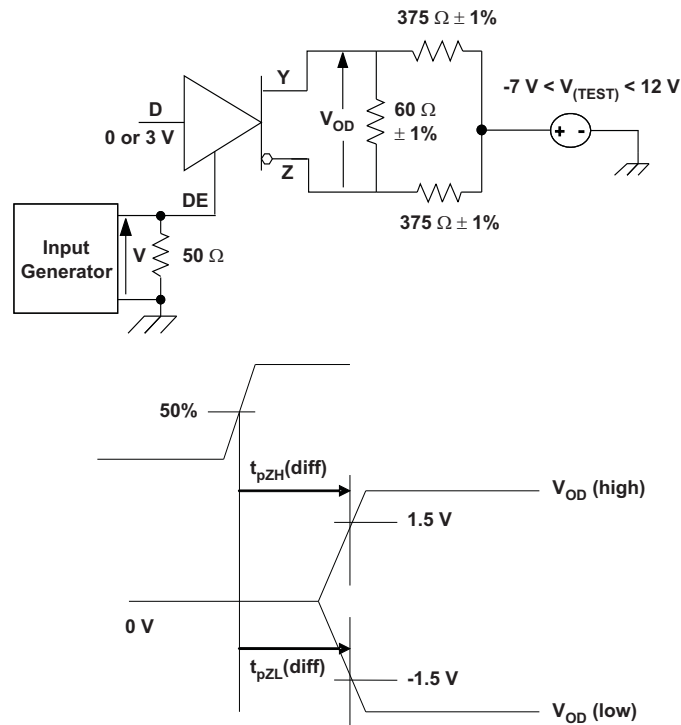 375 Ω ± 1%
Y
-7 V < V(TEST) < 12 V
D
0 or 3 V
VOD
60 Ω
± 1%
+ -
Z
DE
375 Ω ± 1%
Input
Generator
V
50 Ω
50%
tpZH(diff)
VOD (high)
1.5 V
0 V
tpZL(diff)
-1.5 V
VOD (low)